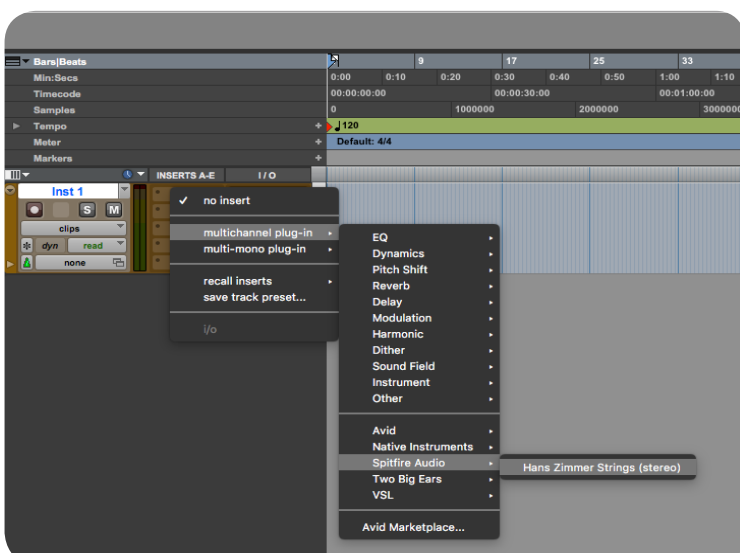 Bars|Beats 9 17 25 33
Min:Secs 0:00 0:10 0:20 0:30 0:40 0:50 1:00 1:10
Timecode 00:00:00:00 00:00:30:00 00:01:00:00
Samples 0 1000000 2000000 3000000
Tempo + 120
Meter + Default: 4/4
Markers +
INSERTS A-E I / O
Inst 1
S M
clips
dyn read
none
✓ no insert
multichannel plug-in
multi-mono plug-in
recall inserts
save track preset...
i/o
EQ
Dynamics
Pitch Shift
Reverb
Delay
Modulation
Harmonic
Dither
Sound Field
Instrument
Other
Avid
Native Instruments
Spitfire Audio
Two Big Ears
VSL
Avid Marketplace...
Hans Zimmer Strings (stereo)